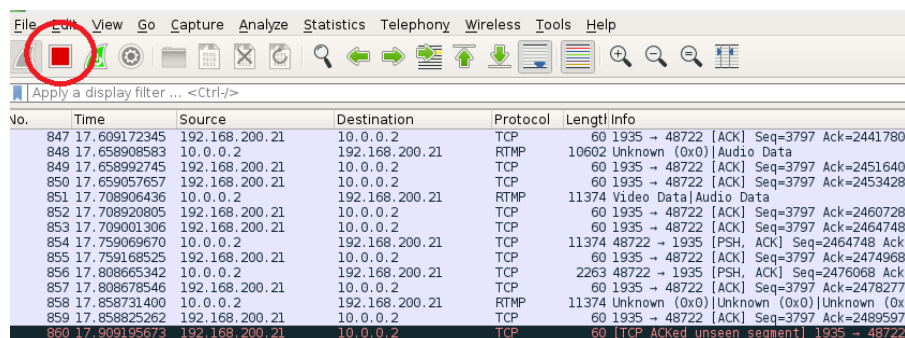 File Edit View Go Capture Analyze Statistics Telephony Wireless Tools Help
Apply a display filter ... <Ctrl-/>
No. Time Source Destination Protocol Length Info
847 17.609172345 192.168.200.21 10.0.0.2 TCP 60 1935 → 48722 [ACK] Seq=3797 Ack=2441780
848 17.658908583 10.0.0.2 192.168.200.21 RTMP 10602 Unknown (0x0)|Audio Data
849 17.658992745 192.168.200.21 10.0.0.2 TCP 60 1935 → 48722 [ACK] Seq=3797 Ack=2451640
850 17.659057657 192.168.200.21 10.0.0.2 TCP 60 1935 → 48722 [ACK] Seq=3797 Ack=2453428
851 17.708906436 10.0.0.2 192.168.200.21 RTMP 11374 Video Data|Audio Data
852 17.708920805 192.168.200.21 10.0.0.2 TCP 60 1935 → 48722 [ACK] Seq=3797 Ack=2460728
853 17.709001306 192.168.200.21 10.0.0.2 TCP 60 1935 → 48722 [ACK] Seq=3797 Ack=2464748
854 17.759069670 10.0.0.2 192.168.200.21 TCP 11374 48722 → 1935 [PSH, ACK] Seq=2464748 Ack
855 17.759168525 192.168.200.21 10.0.0.2 TCP 60 1935 → 48722 [ACK] Seq=3797 Ack=2474968
856 17.808665342 10.0.0.2 192.168.200.21 TCP 2263 48722 → 1935 [PSH, ACK] Seq=2476068 Ack
857 17.808678546 192.168.200.21 10.0.0.2 TCP 60 1935 → 48722 [ACK] Seq=3797 Ack=2478277
858 17.858731400 10.0.0.2 192.168.200.21 RTMP 11374 Unknown (0x0)|Unknown (0x0)|Unknown (0x
859 17.858825262 192.168.200.21 10.0.0.2 TCP 60 1935 → 48722 [ACK] Seq=3797 Ack=2489597
860 17.909195673 192.168.200.21 10.0.0.2 TCP 60 [TCP ACKed unseen segment] 1935 → 48722